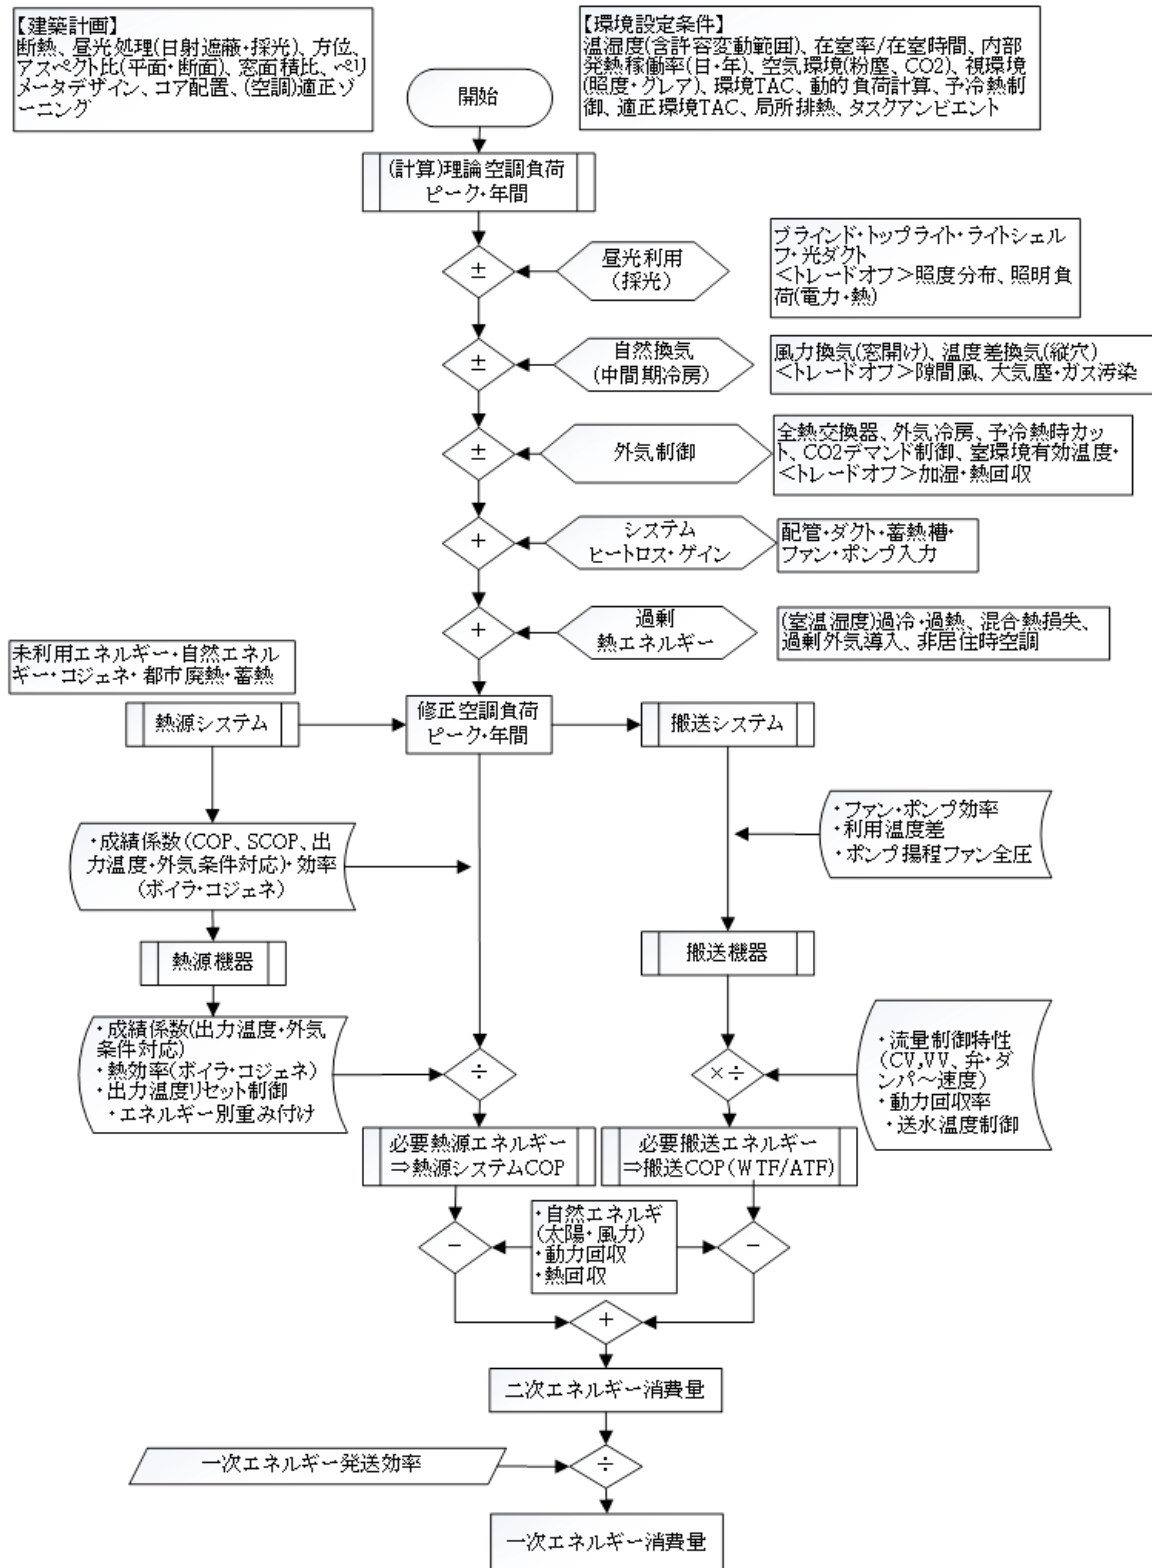 【建築計画】
断熱、昼光処理(日射遮蔽・採光)、方位、
アスペクト比(平面・断面)、窓面積比、ペリ
メータデザイン、コア配置、(空調)適正ゾ
ーニング
【環境設定条件】
温湿度(含許容変動範囲)、在室率/在室時間、内部
発熱稼働率(日・年)、空気環境(粉塵、CO2)、視環境
(照度・グレア)、環境TAC、動的負荷計算、予冷熱制
御、適正環境TAC、局所排熱、タスクアンビエント
開始
(計算)理論空調負荷
ピーク・年間
±
昼光利用
(採光)
ブラインド・トップライト・ライトシェル
フ・光ダクト
<トレードオフ>照度分布、照明負
荷(電力・熱)
±
自然換気
(中間期冷房)
風力換気(窓開け)、温度差換気(縦穴)
<トレードオフ>隙間風、大気塵・ガス汚染
±
外気制御
全熱交換器、外気冷房、予冷熱時カッ
ト、CO2デマンド制御、室環境有効温度・
<トレードオフ>加湿・熱回収
+
システム
ヒートロス・ゲイン
配管・ダクト・蓄熱槽・
ファン・ポンプ入力
+
過剰
熱エネルギー
(室温湿度)過冷・過熱、混合熱損失、
過剰外気導入、非居住時空調
未利用エネルギー・自然エネル
ギー・コジェネ・都市廃熱・蓄熱
熱源システム
修正空調負荷
ピーク・年間
搬送システム
・成績係数(COP、SCOP、出
力温度・外気条件対応)・効率
(ボイラ・コジェネ)
・ファン・ポンプ効率
・利用温度差
・ポンプ揚程ファン全圧
熱源機器
搬送機器
・成績係数(出力温度・外気
条件対応)
・熱効率(ボイラ・コジェネ)
・出力温度リセット制御
・エネルギー別重み付け
÷
×÷
・流量制御特性
(CV,VV、弁・ダ
ンパ～速度)
・動力回収率
・送水温度制御
必要熱源エネルギー
⇒熱源システムCOP
必要搬送エネルギー
⇒搬送COP(WTF/ATF)
-
・自然エネルギ
(太陽・風力)
・動力回収
・熱回収
-
+
二次エネルギー消費量
一次エネルギー発送効率
÷
一次エネルギー消費量